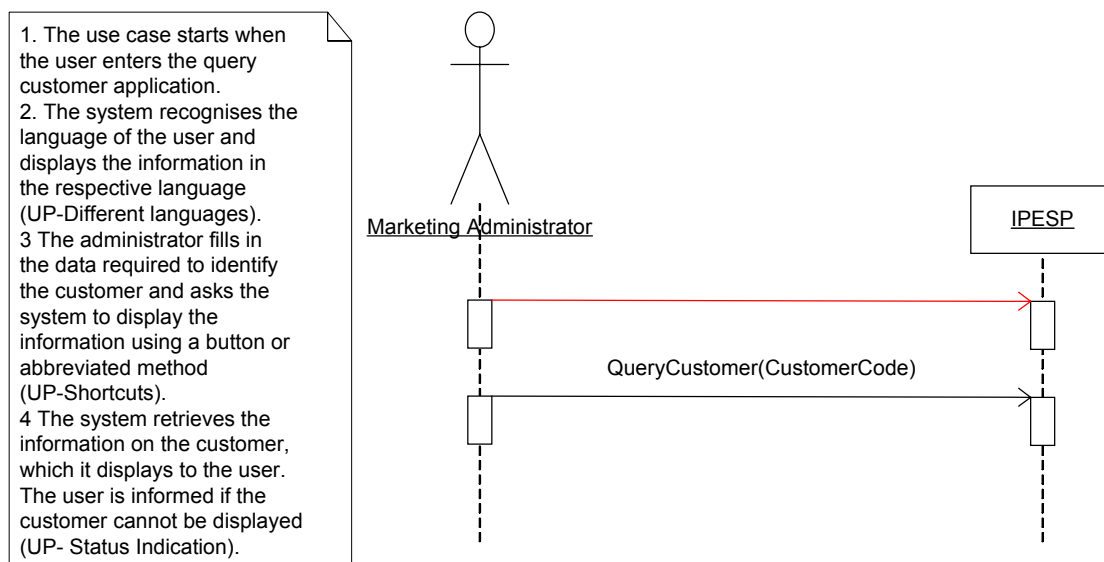 1. The use case starts when
the user enters the query
customer application.
2. The system recognises the
language of the user and
displays the information in
the respective language
(UP-Different languages).
3 The administrator fills in
the data required to identify
the customer and asks the
system to display the
information using a button or
abbreviated method
(UP-Shortcuts).
4 The system retrieves the
information on the customer,
which it displays to the user.
The user is informed if the
customer cannot be displayed
(UP- Status Indication).
Marketing Administrator
IPESP
QueryCustomer(CustomerCode)